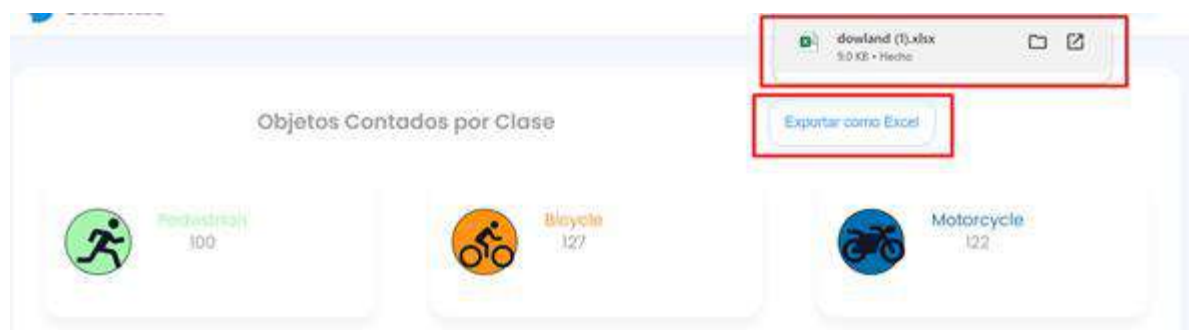 dowland (1).xlsx
9.0 KB • Hecho
Objetos Contados por Clase
Exportar como Excel
Pedestrian
100
Bicycle
127
Motorcycle
122